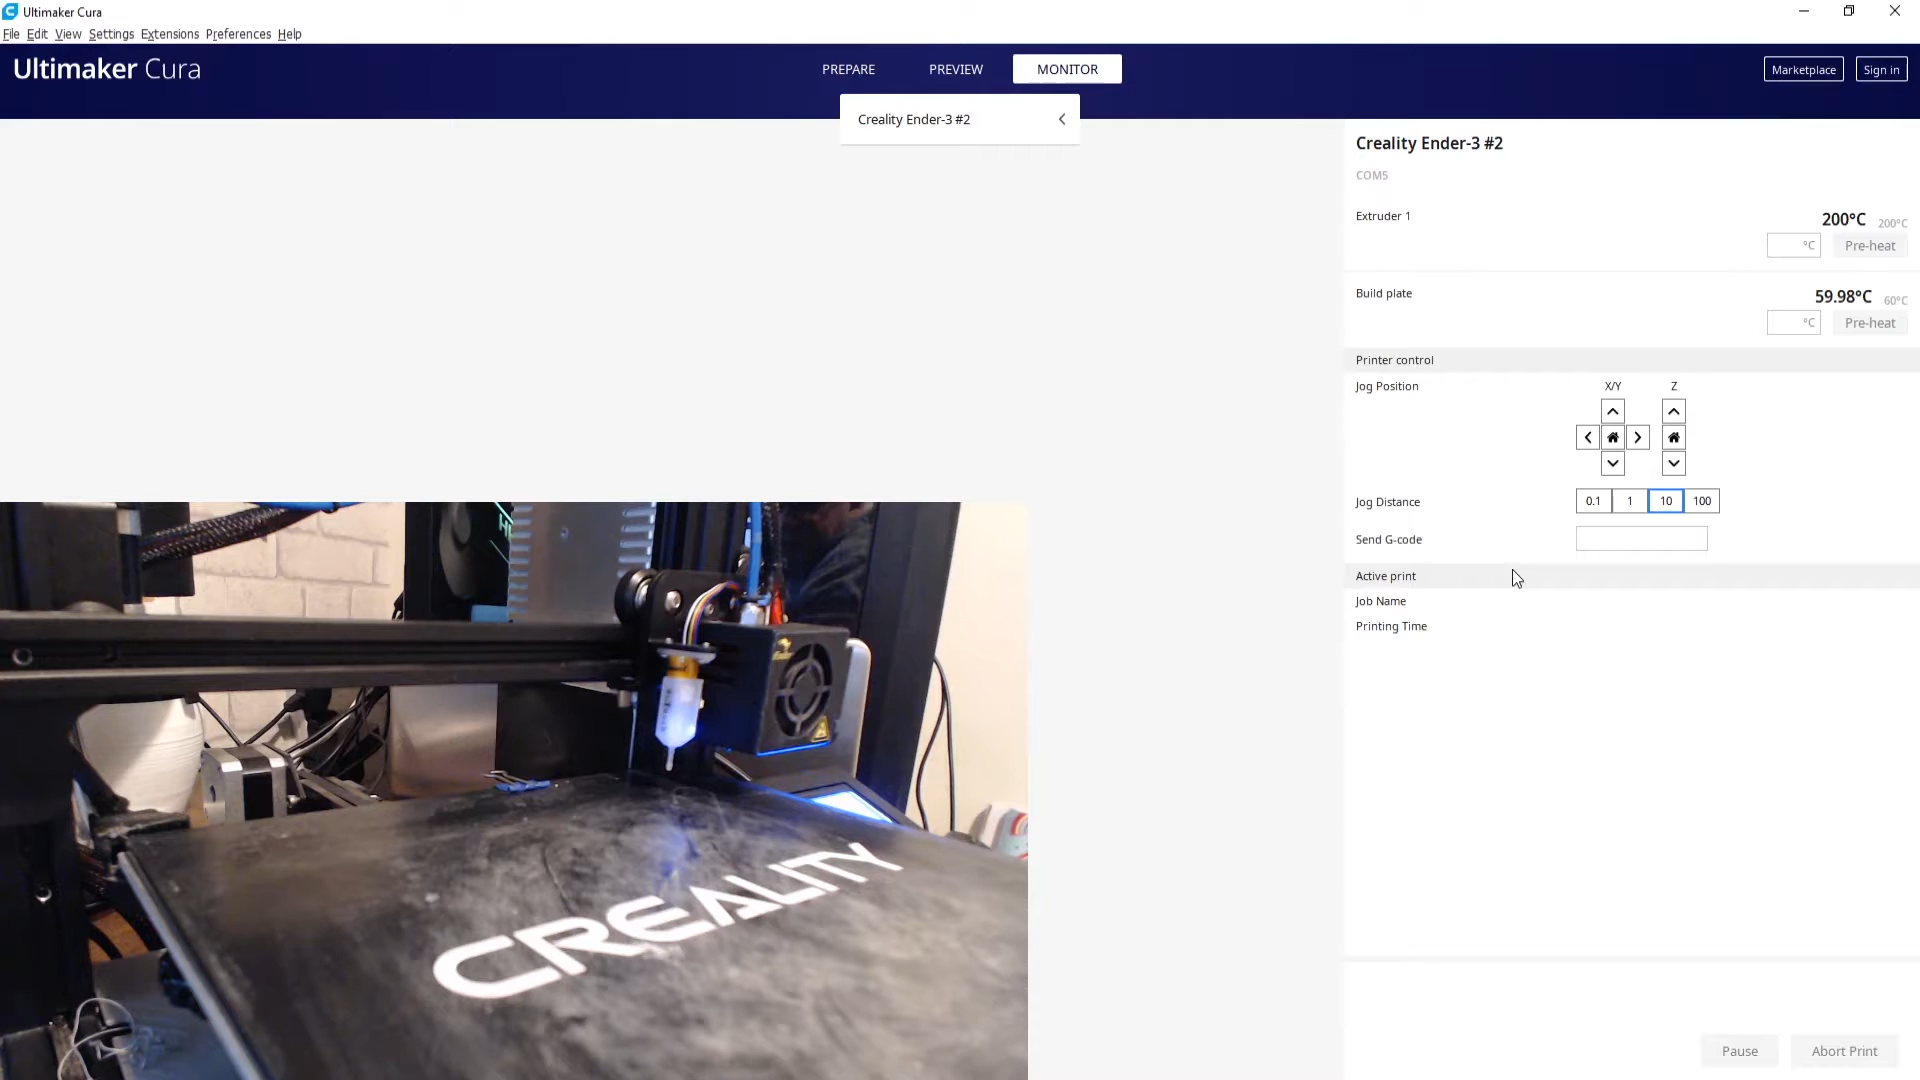 Ultimaker Cura
File Edit View Settings Extensions Preferences Help
Ultimaker Cura
PREPARE PREVIEW MONITOR
Marketplace Sign in
Creality Ender-3 #2
Creality Ender-3 #2
COM5
Extruder 1
200°C 200°C
°C Pre-heat
Build plate
59.98°C 60°C
°C Pre-heat
Printer control
Jog Position X/Y Z
Jog Distance 0.1 1 10 100
Send G-code
Active print
Job Name
Printing Time
CREALITY
Pause Abort Print